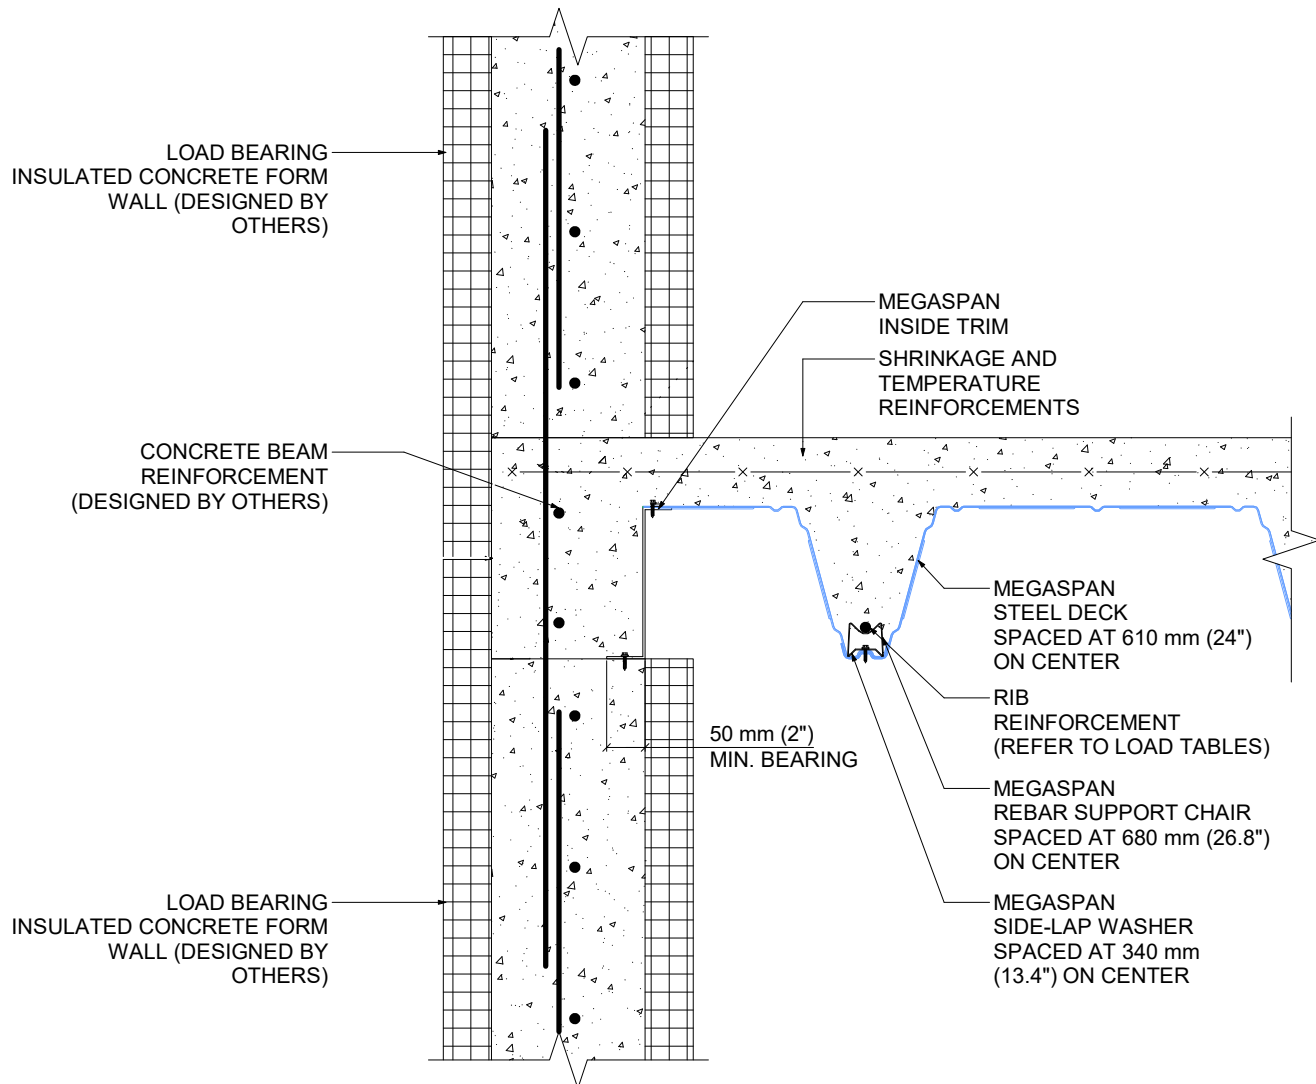 LOAD BEARING
INSULATED CONCRETE FORM
WALL (DESIGNED BY
OTHERS)
MEGASPAN
INSIDE TRIM
SHRINKAGE AND
TEMPERATURE
REINFORCEMENTS
CONCRETE BEAM
REINFORCEMENT
(DESIGNED BY OTHERS)
MEGASPAN
STEEL DECK
SPACED AT 610 mm (24")
ON CENTER
RIB
REINFORCEMENT
(REFER TO LOAD TABLES)
50 mm (2")
MIN. BEARING
MEGASPAN
REBAR SUPPORT CHAIR
SPACED AT 680 mm (26.8")
ON CENTER
LOAD BEARING
INSULATED CONCRETE FORM
WALL (DESIGNED BY
OTHERS)
MEGASPAN
SIDE-LAP WASHER
SPACED AT 340 mm
(13.4") ON CENTER